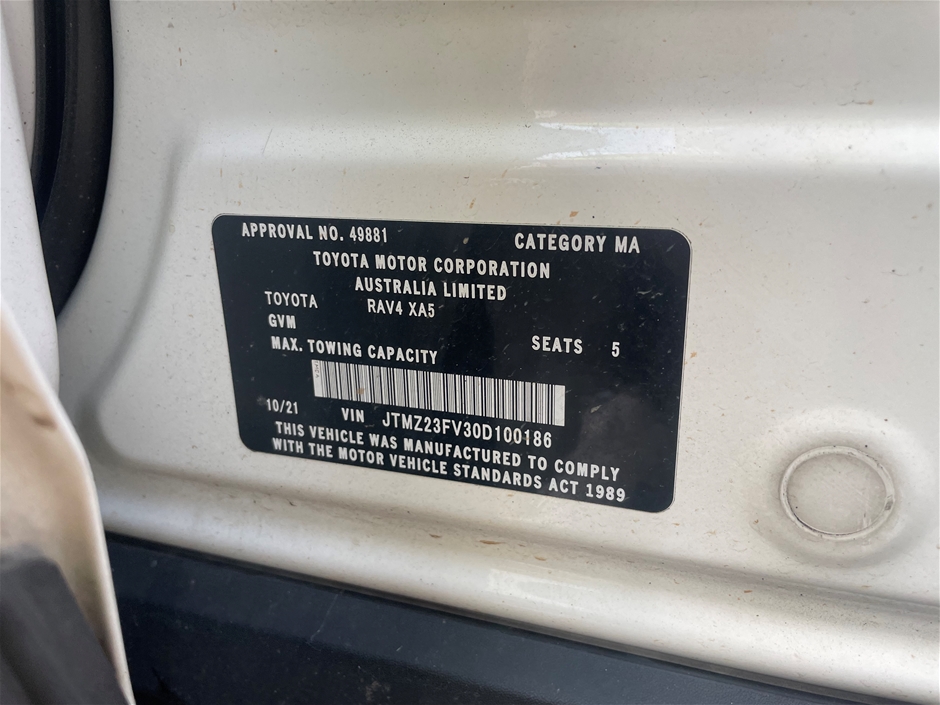 APPROVAL NO. 49881 CATEGORY MA
TOYOTA MOTOR CORPORATION
AUSTRALIA LIMITED
TOYOTA RAV4 XA5
GVM
SEATS 5
MAX. TOWING CAPACITY
10/21 VIN JTMZ23FV30D100186
THIS VEHICLE WAS MANUFACTURED TO COMPLY
WITH THE MOTOR VEHICLE STANDARDS ACT 1989